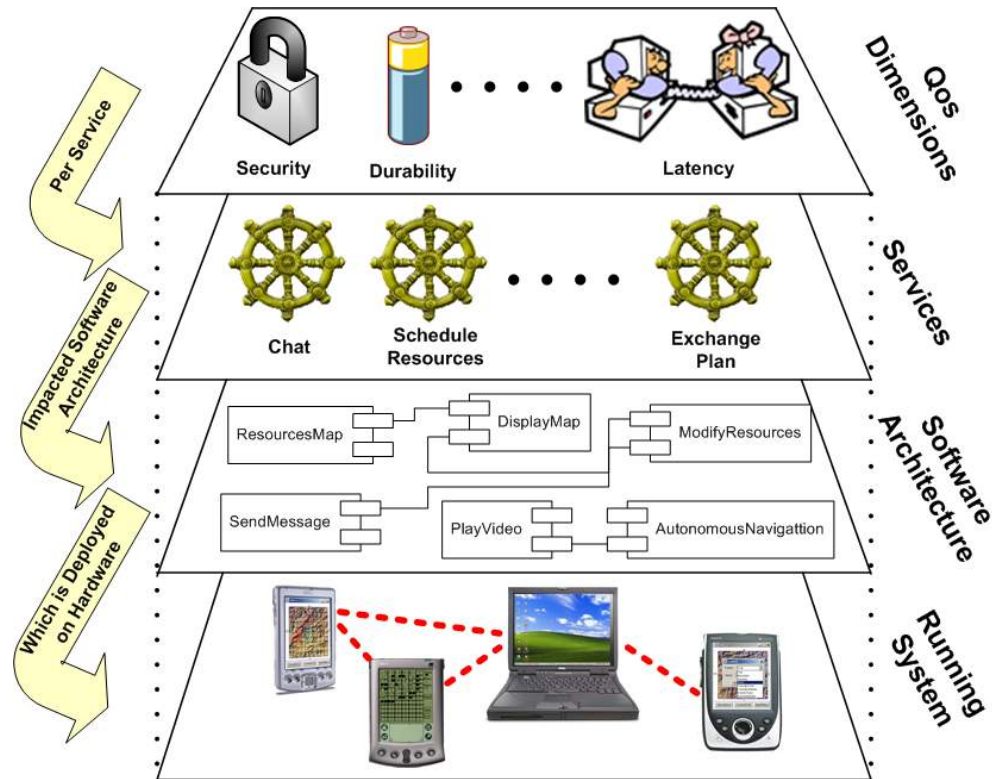 Qos
Dimensions
Per Service
Security
Durability
Latency
Services
Impacted Software
Architecture
Chat
Schedule
Resources
Exchange
Plan
Software
Architecture
ResourcesMap
DisplayMap
ModifyResources
SendMessage
PlayVideo
AutonomousNavigattion
Which is Deployed
on Hardware
Running
System